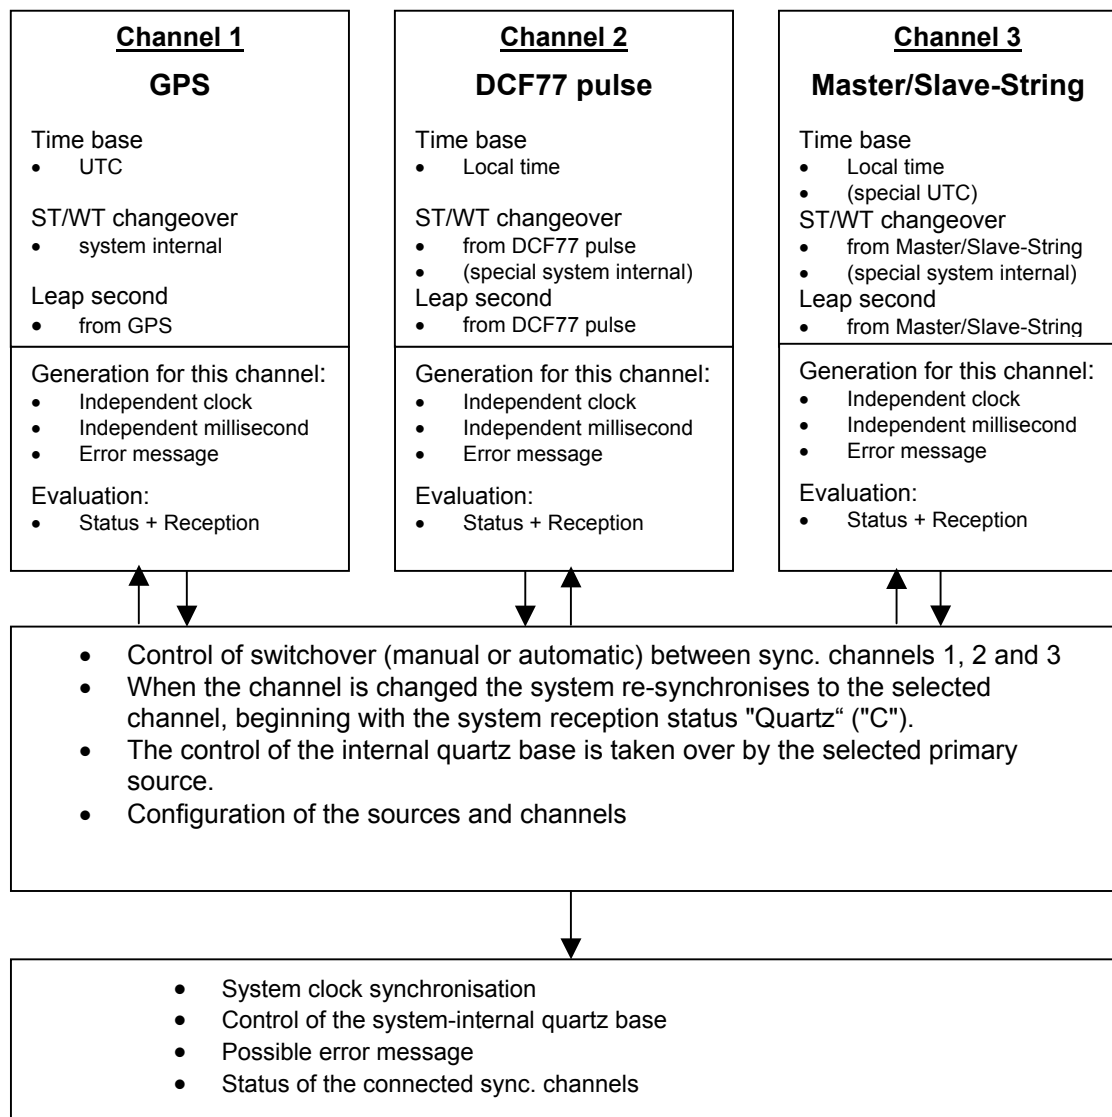 Channel 1
GPS
Time base
• UTC
ST/WT changeover
• system internal
Leap second
• from GPS
Generation for this channel:
• Independent clock
• Independent millisecond
• Error message
Evaluation:
• Status + Reception
Channel 2
DCF77 pulse
Time base
• Local time
ST/WT changeover
• from DCF77 pulse
• (special system internal)
Leap second
• from DCF77 pulse
Generation for this channel:
• Independent clock
• Independent millisecond
• Error message
Evaluation:
• Status + Reception
Channel 3
Master/Slave-String
Time base
• Local time
• (special UTC)
ST/WT changeover
• from Master/Slave-String
• (special system internal)
Leap second
• from Master/Slave-String
Generation for this channel:
• Independent clock
• Independent millisecond
• Error message
Evaluation:
• Status + Reception
• Control of switchover (manual or automatic) between sync. channels 1, 2 and 3
• When the channel is changed the system re-synchronises to the selected
channel, beginning with the system reception status "Quartz“ ("C").
• The control of the internal quartz base is taken over by the selected primary
source.
• Configuration of the sources and channels
• System clock synchronisation
• Control of the system-internal quartz base
• Possible error message
• Status of the connected sync. channels